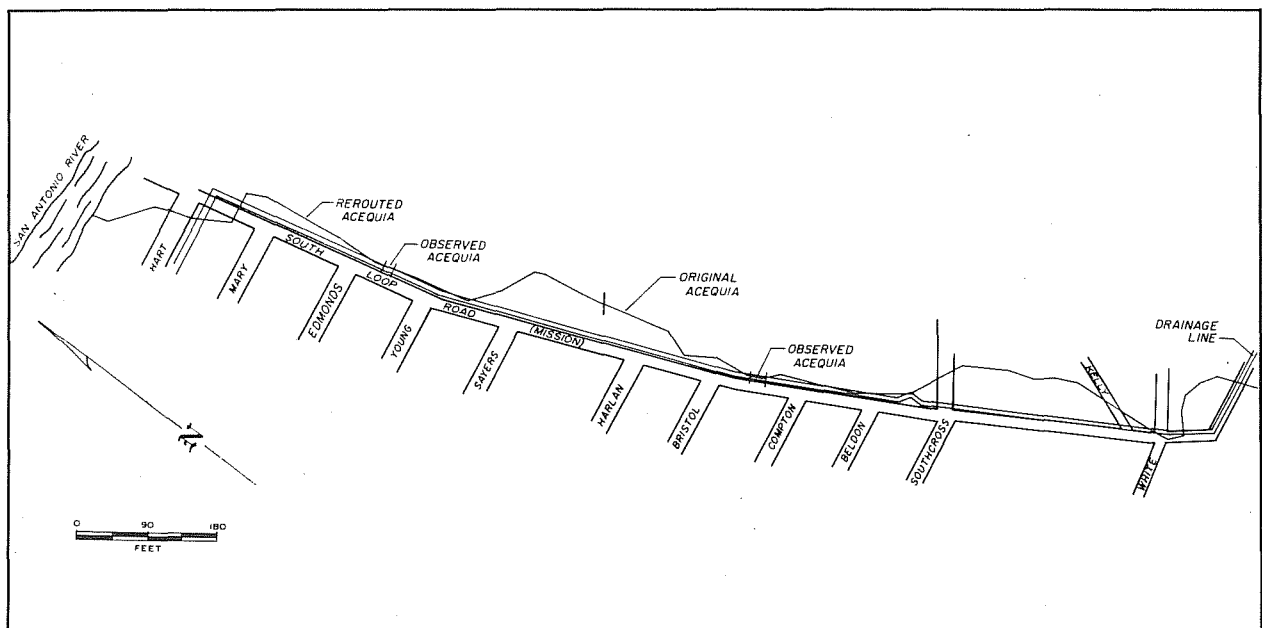 SAN ANTONIO RIVER
REROUTED
ACEQUIA
OBSERVED
ACEQUIA
ORIGINAL
ACEQUIA
OBSERVED
ACEQUIA
DRAINAGE
LINE
HART
MARY
EDMONDS
YOUNG
SAYERS
HARLAN
BRISTOL
COMPTON
BELDON
SOUTHCROSS
KELLY
WHITE
SOUTH
LOOP
ROAD
(MISSION)
N
0 90 180
FEET